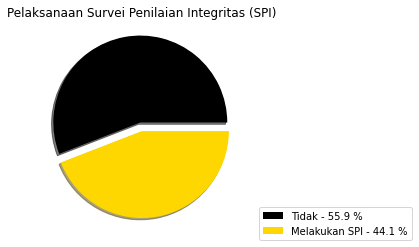 Pelaksanaan Survei Penilaian Integritas (SPI)
Tidak - 55.9 %
Melakukan SPI - 44.1 %